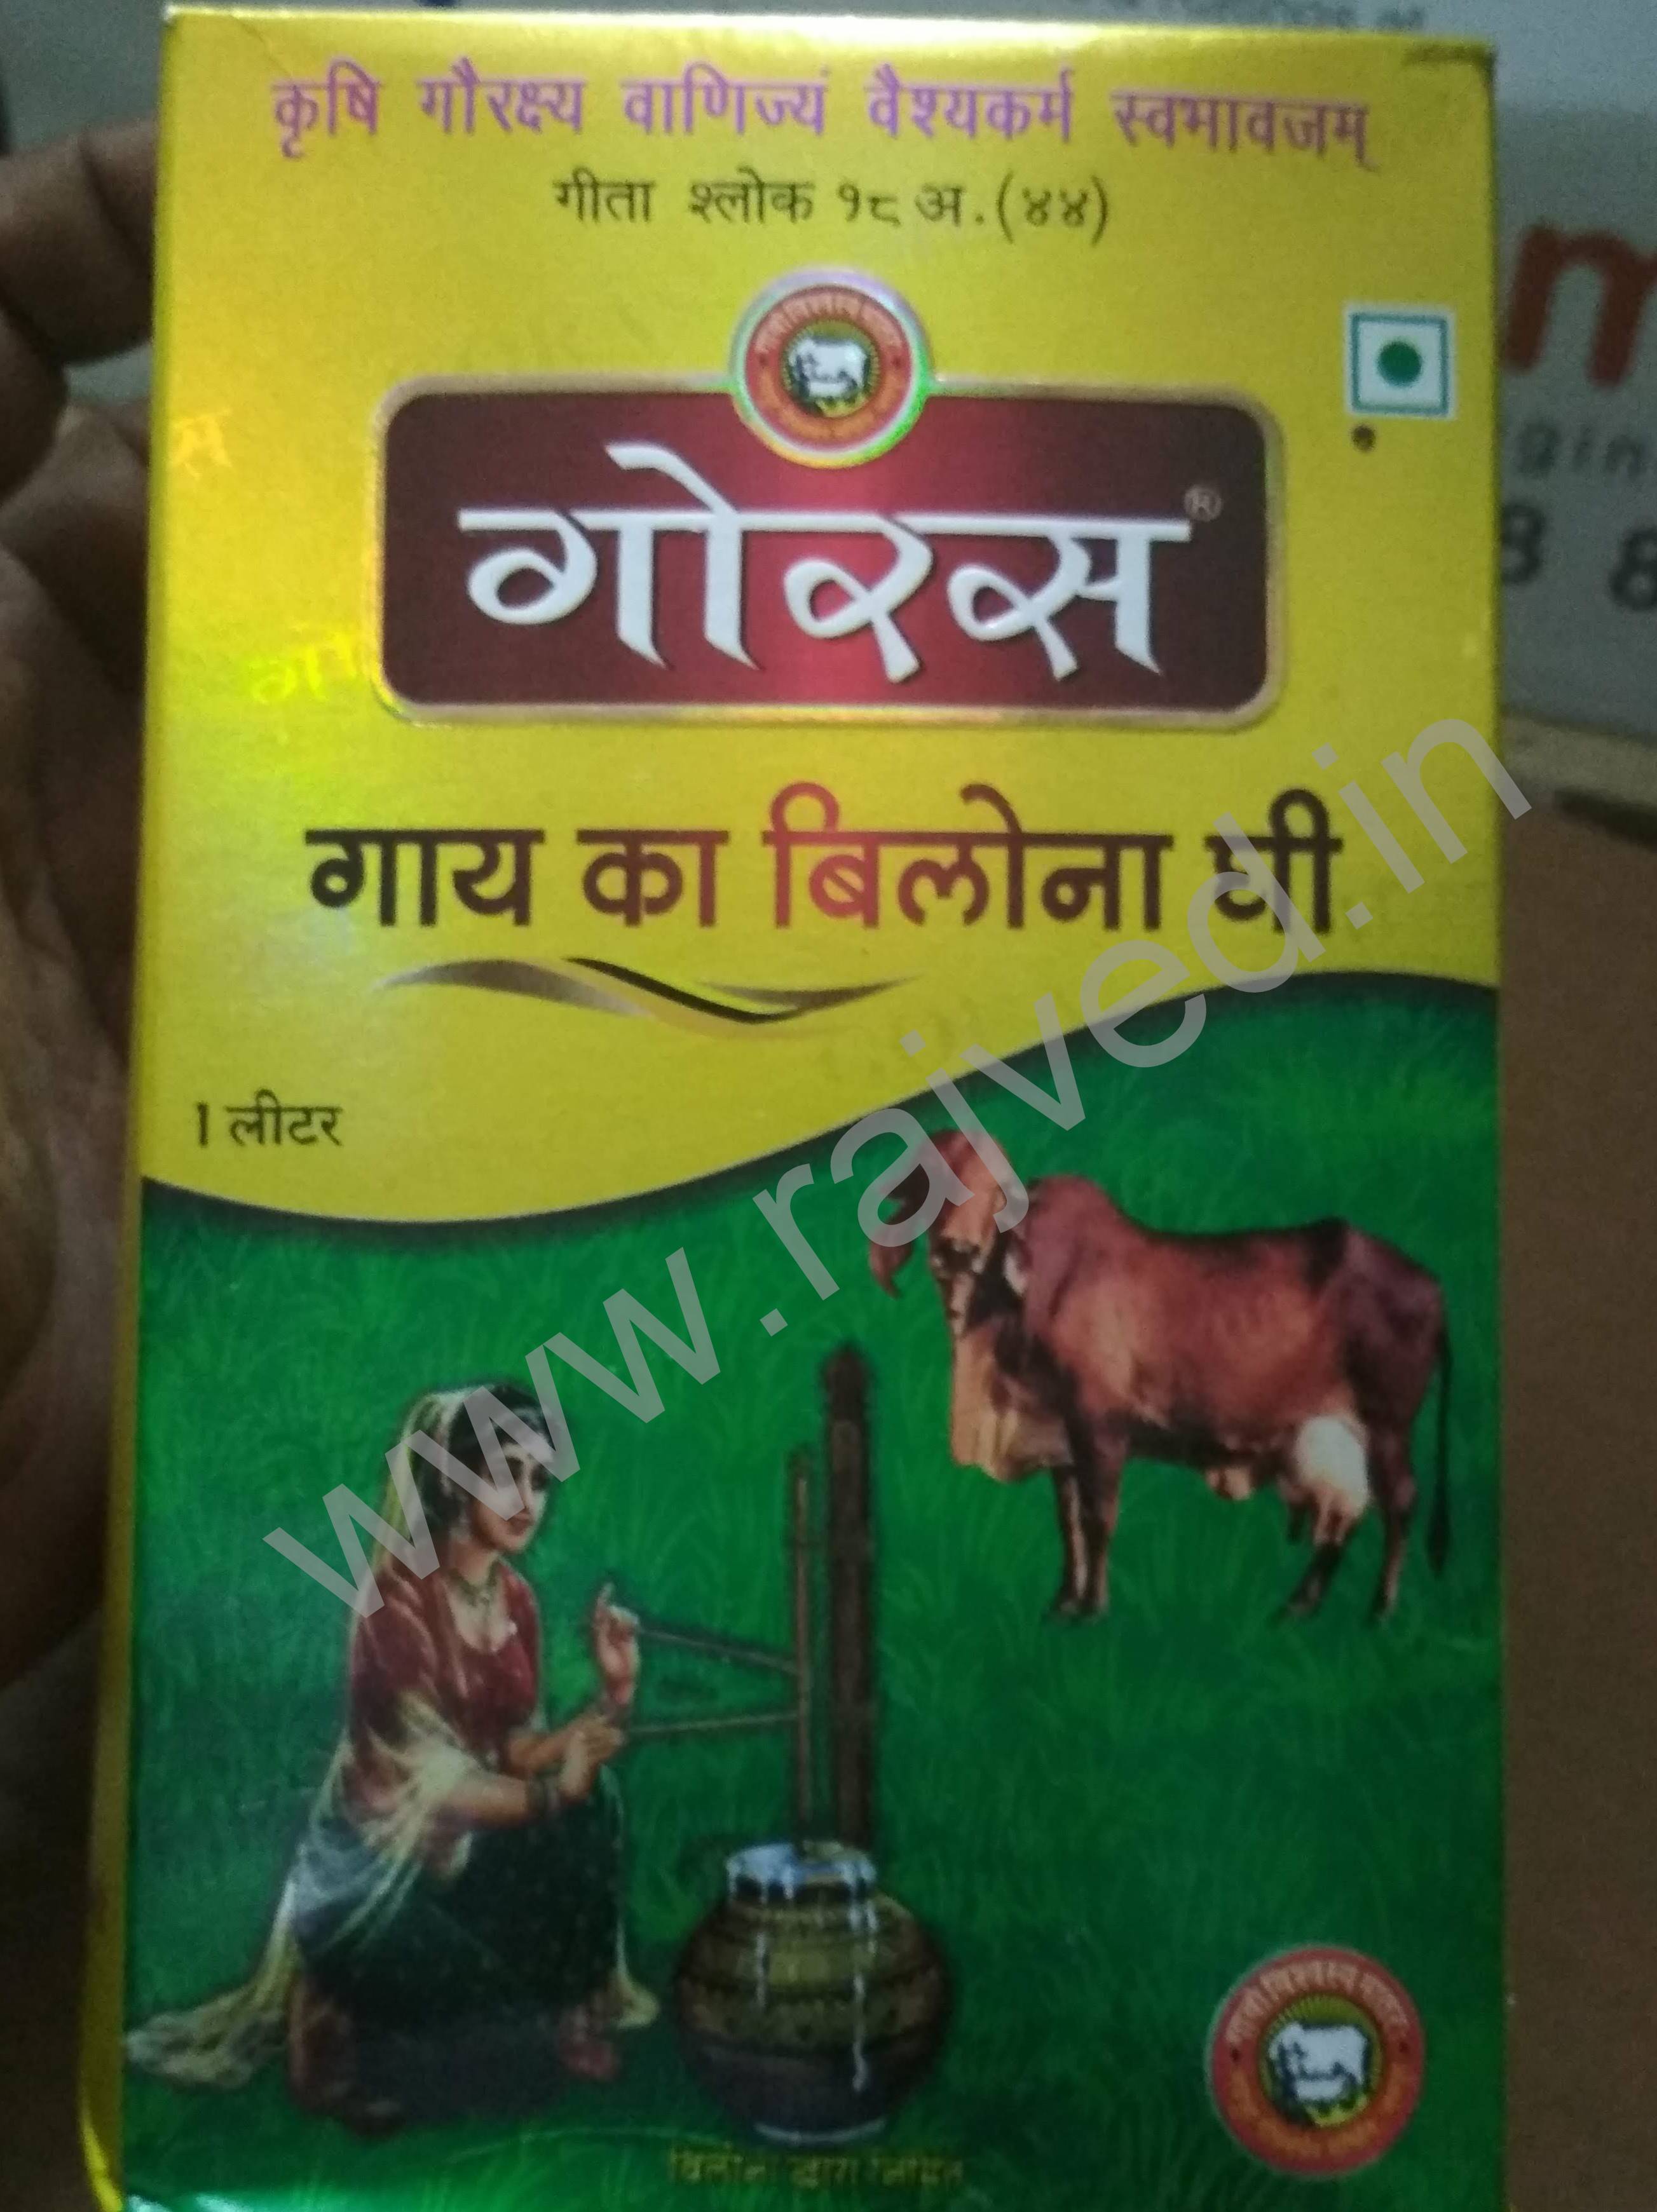 कृषि गौरक्ष्य वाणिज्यं वैश्यकर्म स्वभावजम्
गीता श्लोक १८ अ. (४४)
गोरस ®
गाय का बिलोना घी
1 लीटर
www.rajved.in
बिलोना द्वारा निर्मित